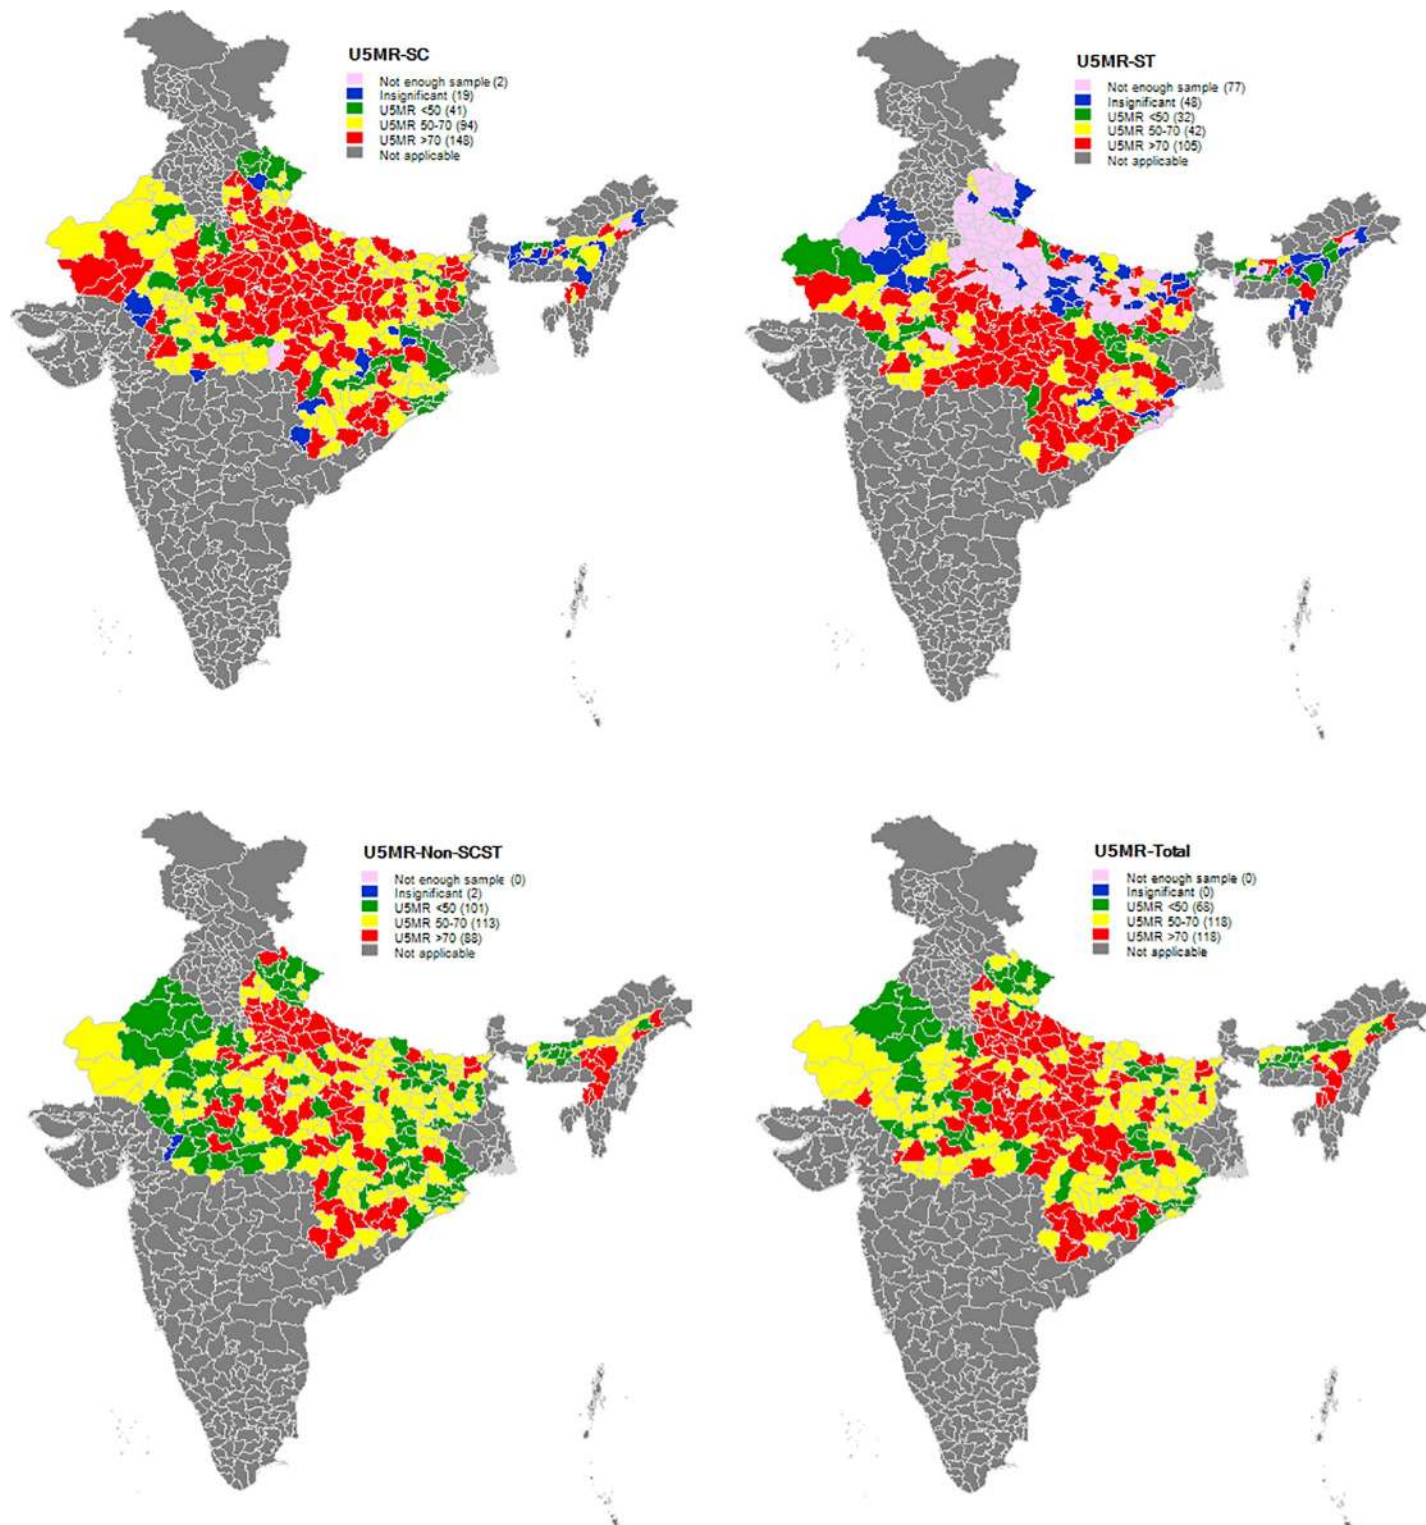 U5MR-SC
Not enough sample (2)
Insignificant (19)
U5MR <50 (41)
U5MR 50-70 (94)
U5MR >70 (148)
Not applicable
U5MR-ST
Not enough sample (77)
Insignificant (48)
U5MR <50 (32)
U5MR 50-70 (42)
U5MR >70 (105)
Not applicable
U5MR-Non-SCST
Not enough sample (0)
Insignificant (2)
U5MR <50 (101)
U5MR 50-70 (113)
U5MR >70 (88)
Not applicable
U5MR-Total
Not enough sample (0)
Insignificant (0)
U5MR <50 (68)
U5MR 50-70 (118)
U5MR >70 (118)
Not applicable